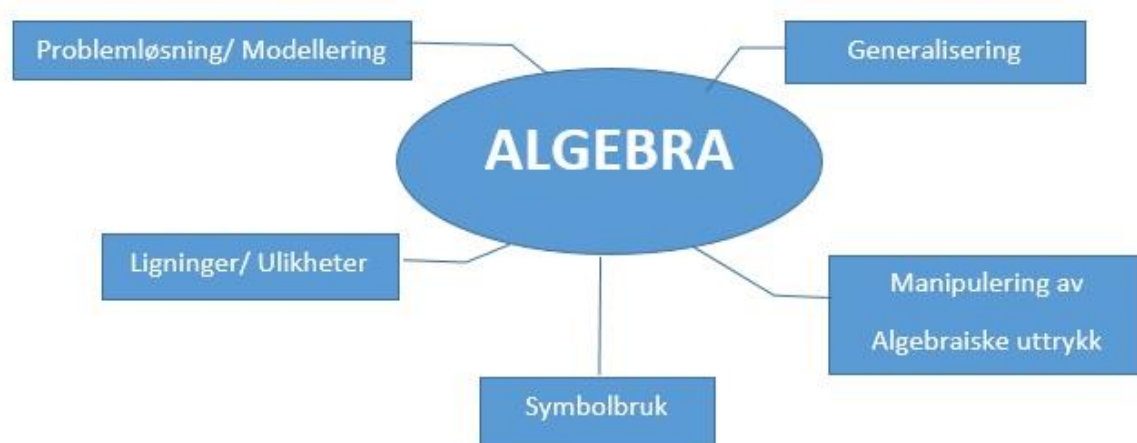 Problemløsning/ Modellering
Generalisering
ALGEBRA
Ligninger/ Ulikheter
Manipulering av
Algebraiske uttrykk
Symbolbruk